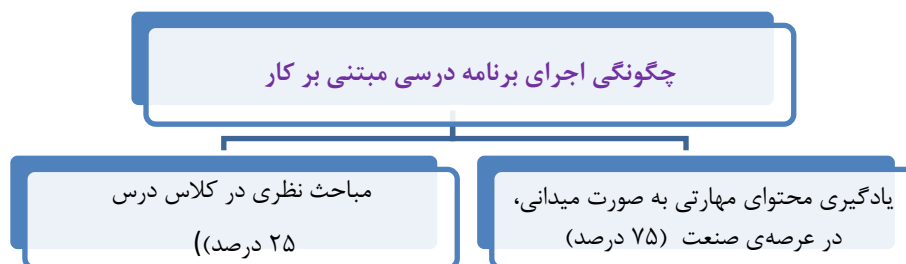 چگونگی اجرای برنامه درسی مبتنی بر کار
یادگیری محتوای مهارتی به صورت میدانی،
در عرصه‌ی صنعت (۷۵ درصد)
مباحث نظری در کلاس درس
۲۵ درصد)(